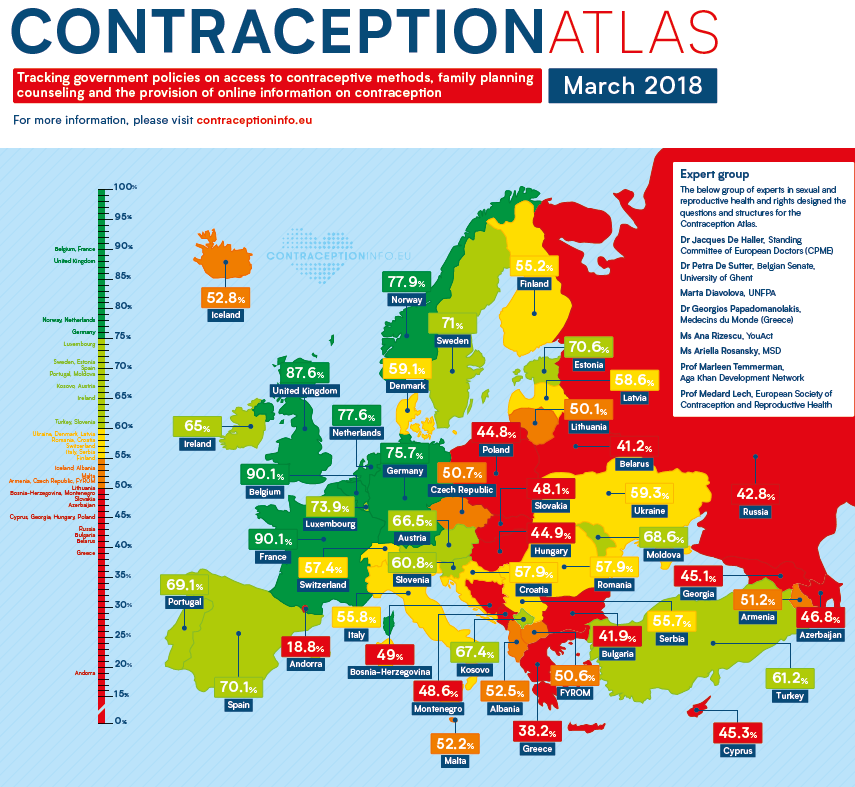 CONTRACEPTIONATLAS
Tracking government policies on access to contraceptive methods, family planning
counseling and the provision of online information on contraception
March 2018
For more information, please visit contraceptioninfo.eu
Expert group
The below group of experts in sexual and
reproductive health and rights designed the
questions and structures for the
Contraception Atlas.
Dr Jacques De Haller, Standing
Committee of European Doctors (CPME)
Dr Petra De Sutter, Belgian Senate,
University of Ghent
Marta Diavolova, UNFPA
Dr Georgios Papadomanolakis,
Medecins du Monde (Greece)
Ms Ana Rizescu, YouAct
Ms Ariella Rosansky, MSD
Prof Marleen Temmerman,
Aga Khan Development Network
Prof Medard Lech, European Society of
Contraception and Reproductive Health
100%
95%
90%
85%
80%
75%
70%
65%
60%
55%
50%
45%
40%
35%
30%
25%
20%
15%
0%
Belgium, France
United Kingdom
Norway, Netherlands
Germany
Luxembourg
Sweden, Estonia
Spain
Portugal, Moldova
Kosovo, Austria
Ireland
Turkey, Slovenia
Ukraine, Denmark, Latvia
Romania, Croatia
Switzerland
Italy, Serbia
Finland
Iceland, Albania
Malta
Armenia, Czech Republic, FYROM
Lithuania
Bosnia-Herzegovina, Montenegro
Slovakia
Azerbaijan
Cyprus, Georgia, Hungary, Poland
Russia
Bulgaria
Belarus
Greece
Andorra
CONTRACEPTIONINFO.EU
52.8%
Iceland
77.9%
Norway
55.2%
Finland
71%
Sweden
70.6%
Estonia
59.1%
Denmark
58.6%
Latvia
87.6%
United Kingdom
50.1%
Lithuania
77.6%
Netherlands
65%
Ireland
44.8%
Poland
41.2%
Belarus
75.7%
Germany
50.7%
Czech Republic
90.1%
Belgium
48.1%
Slovakia
59.3%
Ukraine
42.8%
Russia
73.9%
Luxembourg
66.5%
Austria
44.9%
Hungary
68.6%
Moldova
90.1%
France
57.4%
Switzerland
60.8%
Slovenia
57.9%
Croatia
57.9%
Romania
45.1%
Georgia
69.1%
Portugal
51.2%
Armenia
46.8%
Azerbaijan
55.8%
Italy
18.8%
Andorra
55.7%
Serbia
41.9%
Bulgaria
49%
Bosnia-Herzegovina
67.4%
Kosovo
70.1%
Spain
48.6%
Montenegro
52.5%
Albania
50.6%
FYROM
61.2%
Turkey
52.2%
Malta
38.2%
Greece
45.3%
Cyprus